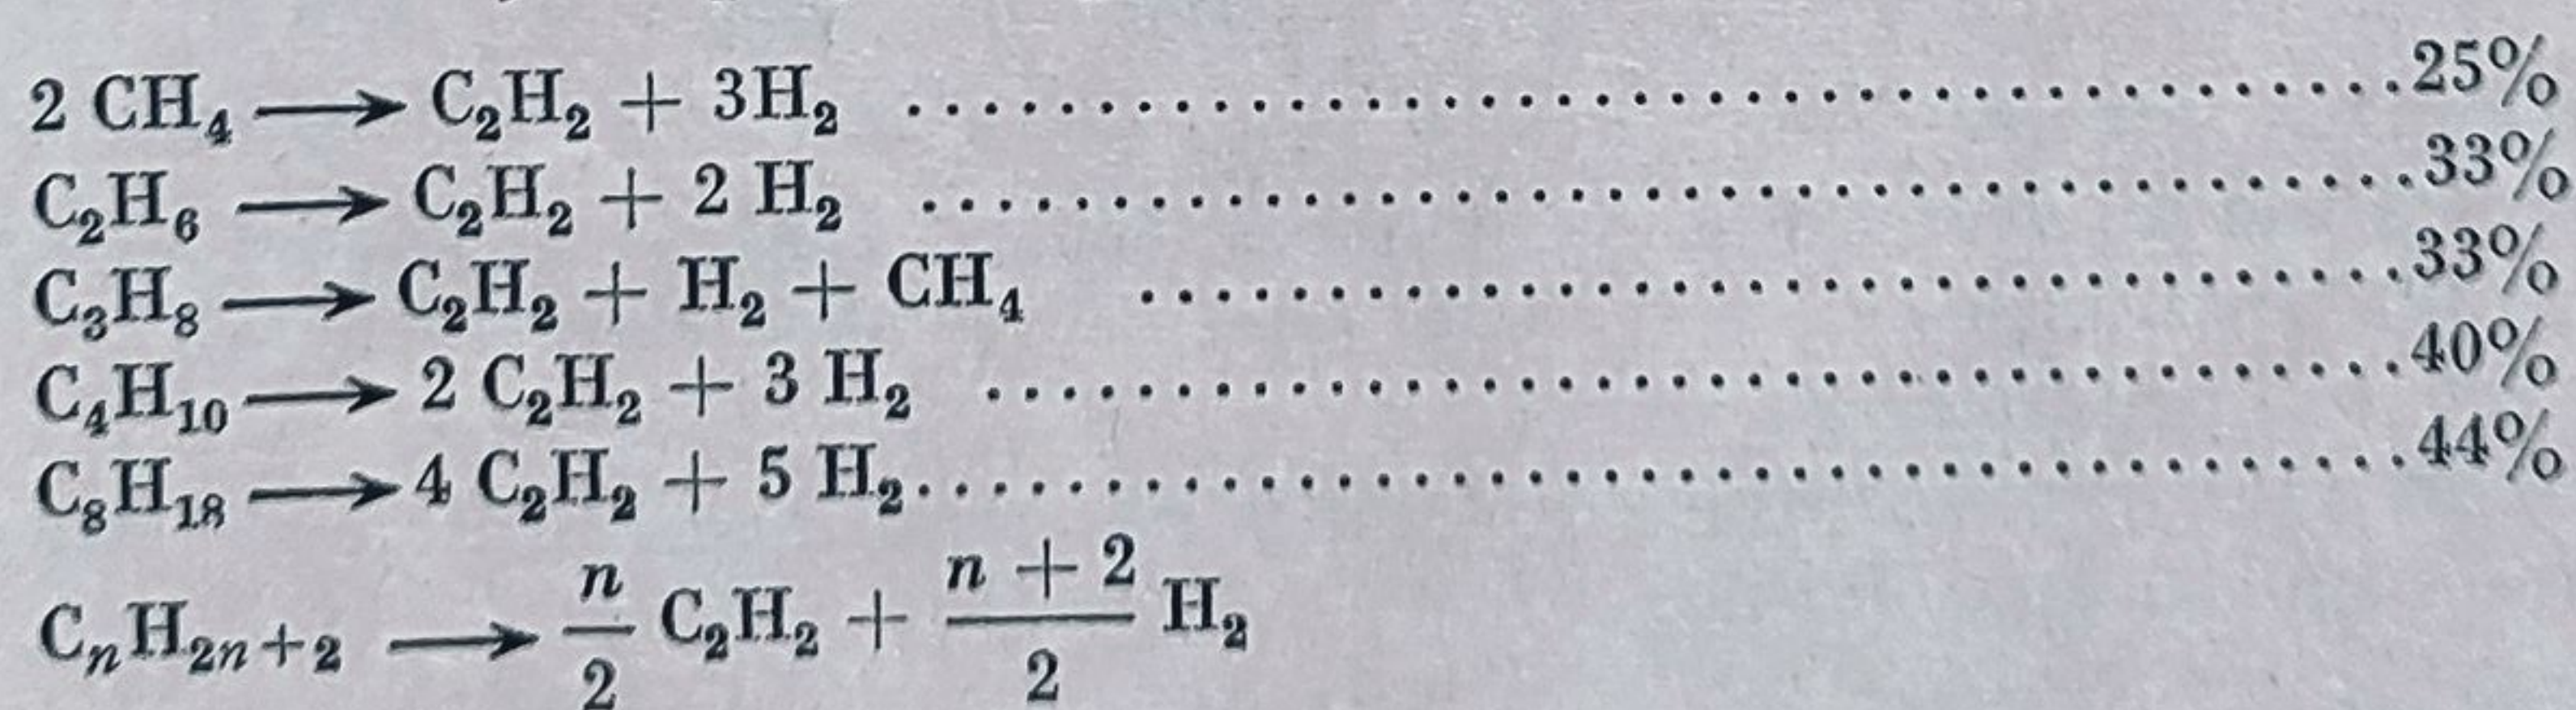 2 CH₄ ⟶ C₂H₂ + 3H₂ ........................................25%
C₂H₆ ⟶ C₂H₂ + 2 H₂ ........................................33%
C₃H₈ ⟶ C₂H₂ + H₂ + CH₄ ..................................33%
C₄H₁₀ ⟶ 2 C₂H₂ + 3 H₂ ......................................40%
C₈H₁₈ ⟶ 4 C₂H₂ + 5 H₂........................................44%
CₙH₂ₙ₊₂ ⟶ n/2 C₂H₂ + (n + 2)/2 H₂